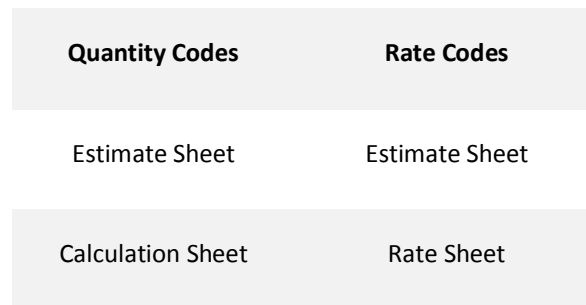 Quantity Codes Rate Codes
Estimate Sheet Estimate Sheet
Calculation Sheet Rate Sheet